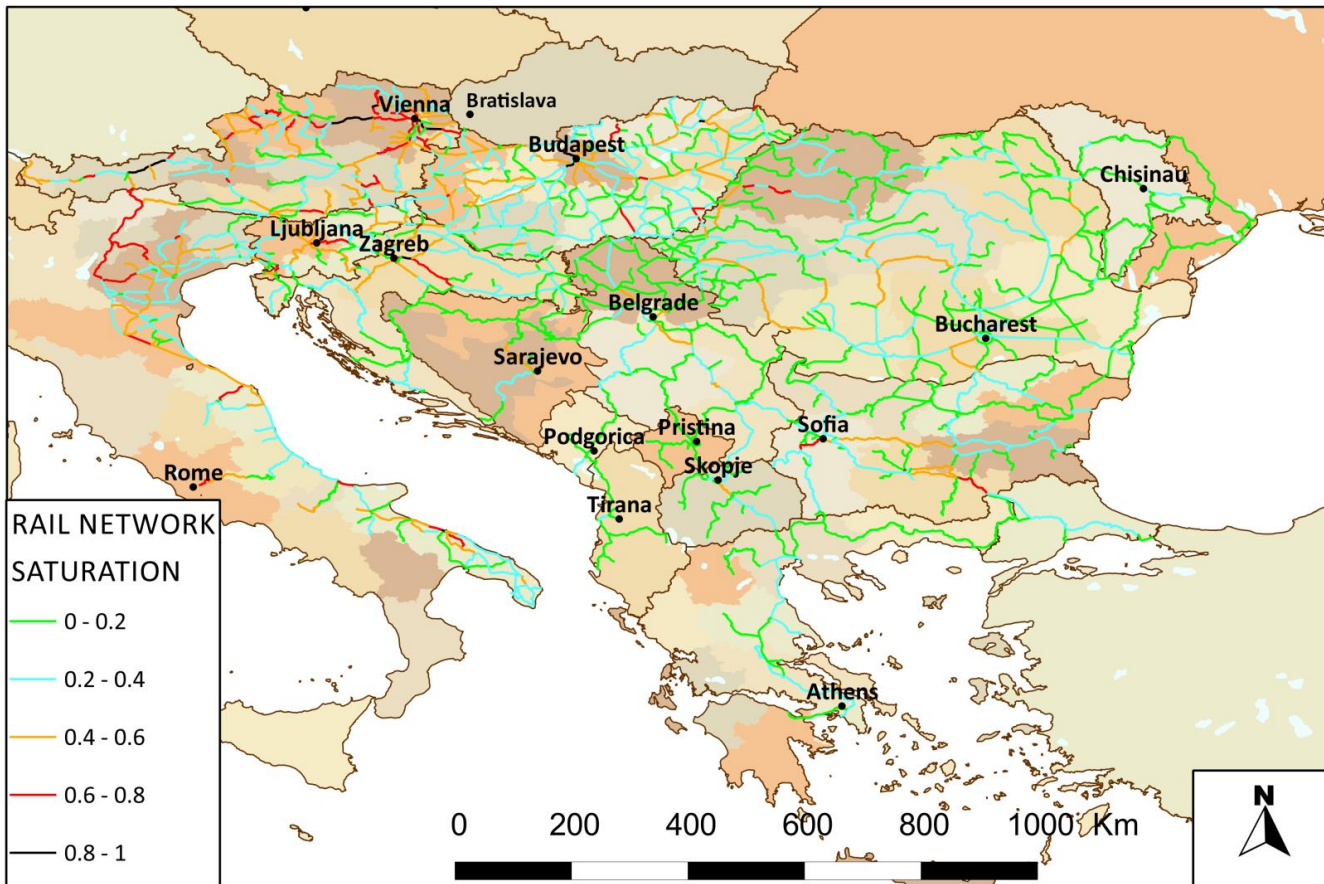 Vienna
Bratislava
Budapest
Chisinau
Ljubljana
Zagreb
Belgrade
Bucharest
Sarajevo
Podgorica
Pristina
Sofia
Skopje
Rome
Tirana
Athens
RAIL NETWORK
SATURATION
0 - 0.2
0.2 - 0.4
0.4 - 0.6
0.6 - 0.8
0.8 - 1
0 200 400 600 800 1000 Km
N